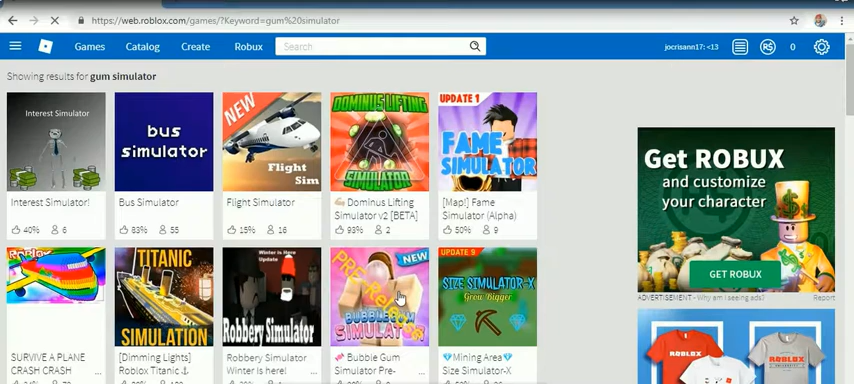 https://web.roblox.com/games/?Keyword=gum%20simulator
Games Catalog Create Robux Search jocrisann17: <13 R$ 0
Showing results for gum simulator
Interest Simulator
bus simulator
NEW
Flight Sim
DOMINUS LIFTING
SIMULATOR
UPDATE 1
FAME SIMULATOR
Interest Simulator!
40% 6
Bus Simulator
83% 55
Flight Simulator
15% 16
Dominus Lifting
Simulator v2 [BETA]
93% 2
[Map!] Fame
Simulator (Alpha)
50% 9
Get ROBUX
and customize
your character
GET ROBUX
ADVERTISEMENT - Why am I seeing ads? Report
TITANIC
SIMULATION
Winter is Here
Update
Robbery Simulator
NEW
PRE-Release
BUBBLEGUM
SIMULATOR
UPDATE 9
SIZE SIMULATOR-X
Grow Bigger
SURVIVE A PLANE
CRASH CRASH ...
[Dimming Lights]
Roblox Titanic
Robbery Simulator
Winter is here!
Bubble Gum
Simulator Pre- ...
Mining Area
Size Simulator-X
ROBLOX